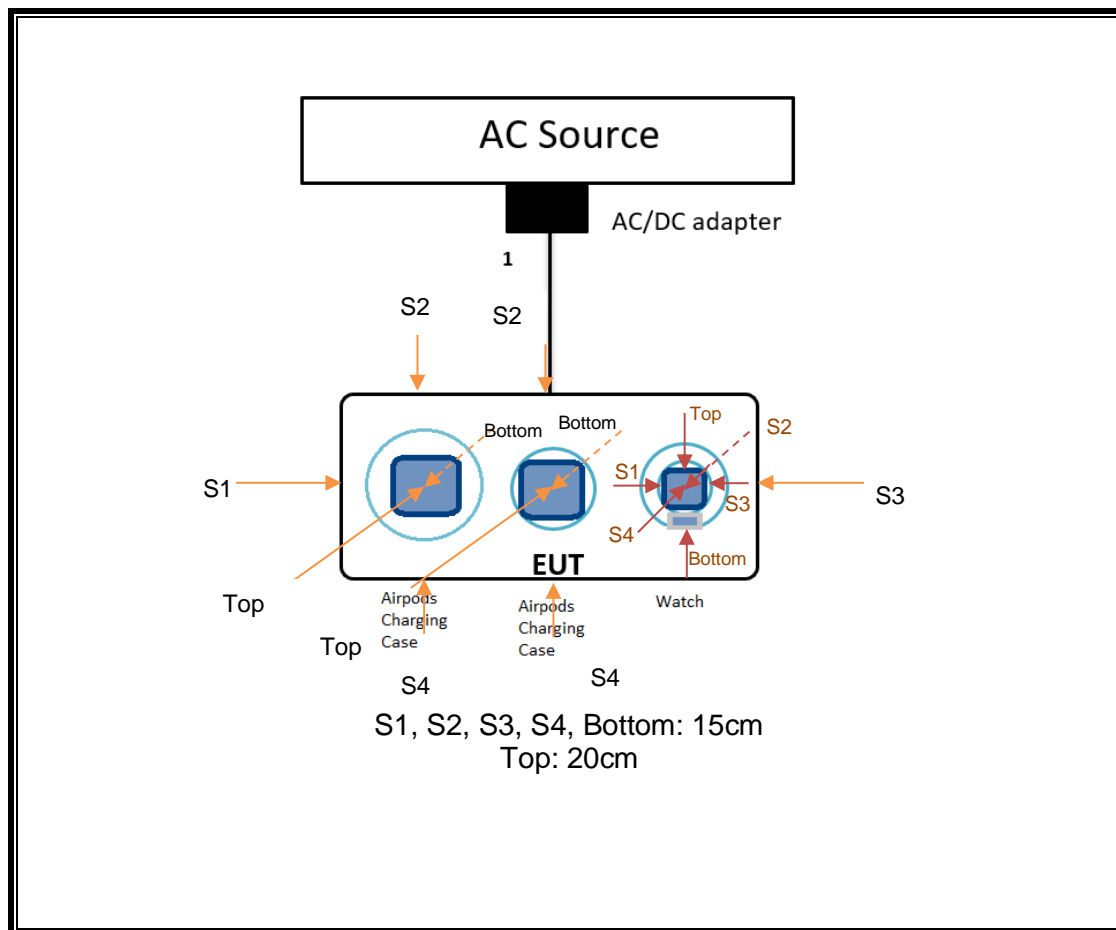 AC Source
AC/DC adapter
1
S2
S2
Top
Bottom
Bottom
S2
S1
S1
S3
S3
S4
Bottom
EUT
Top
Airpods
Charging
Case
Airpods
Charging
Case
Watch
Top
S4
S4
S1, S2, S3, S4, Bottom: 15cm
Top: 20cm